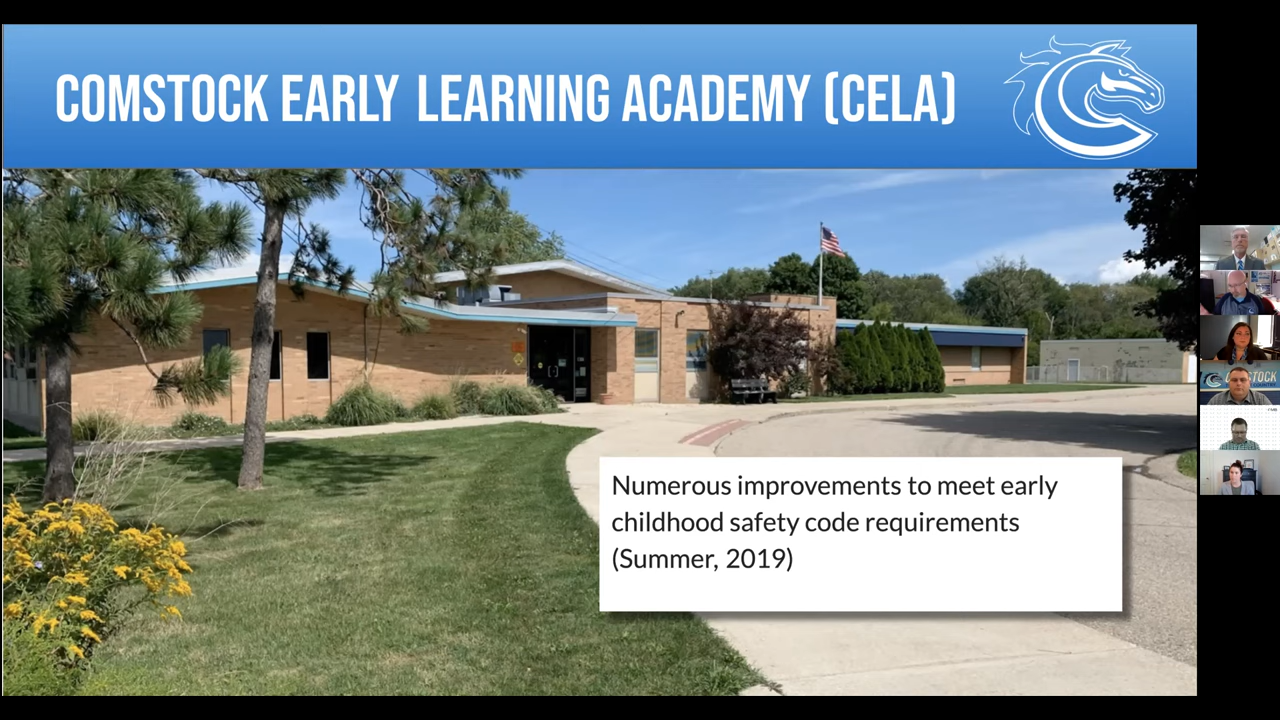 COMSTOCK EARLY LEARNING ACADEMY (CELA)
Numerous improvements to meet early
childhood safety code requirements
(Summer, 2019)